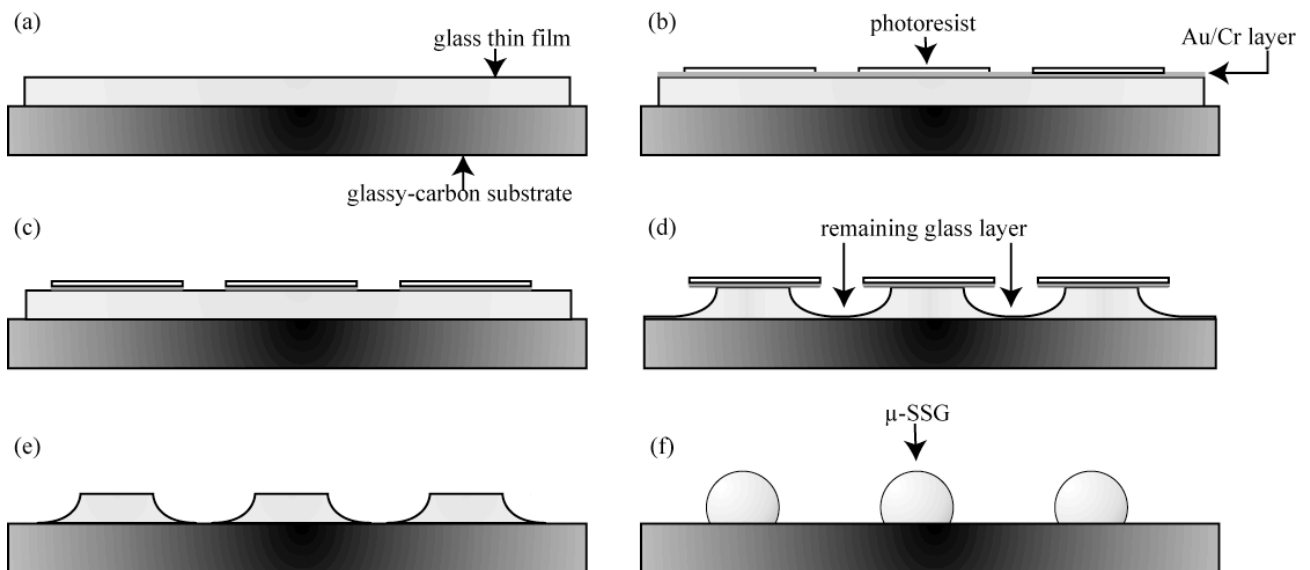 (a)
glass thin film
glassy-carbon substrate
(b)
photoresist
Au/Cr layer
(c)
(d)
remaining glass layer
(e)
(f)
μ-SSG